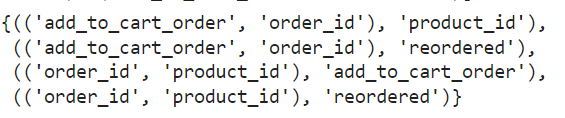 {(('add_to_cart_order', 'order_id'), 'product_id'),
 (('add_to_cart_order', 'order_id'), 'reordered'),
 (('order_id', 'product_id'), 'add_to_cart_order'),
 (('order_id', 'product_id'), 'reordered')}